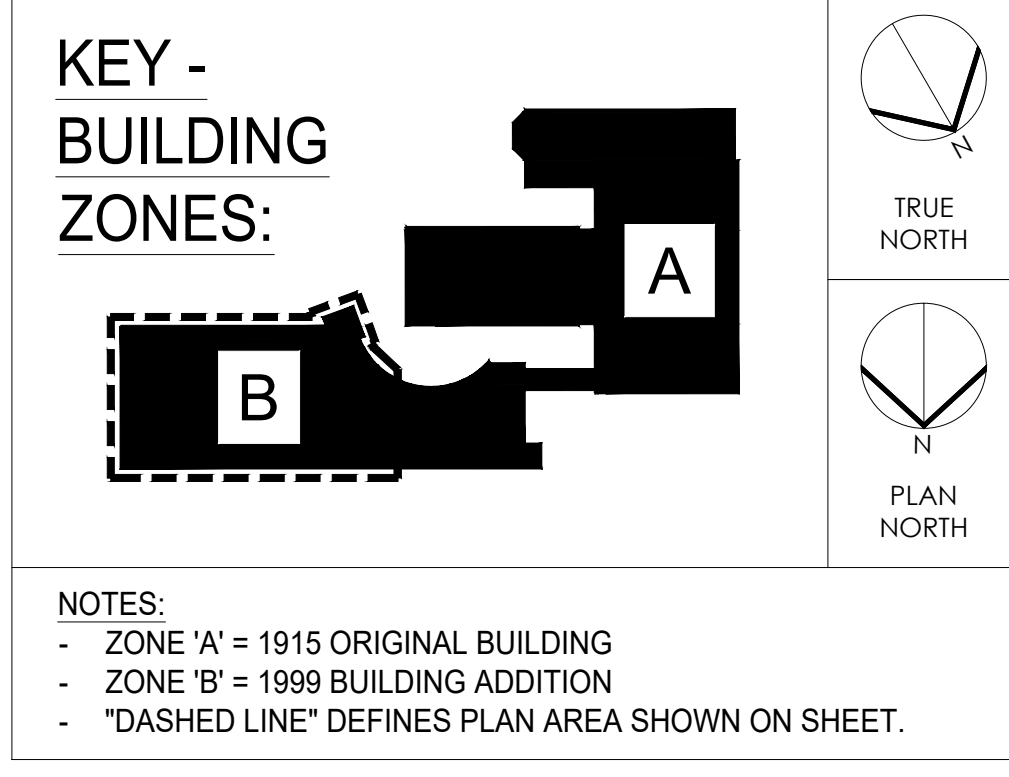 KEY -
BUILDING
ZONES:
A
B
N
TRUE
NORTH
N
PLAN
NORTH
NOTES:
- ZONE 'A' = 1915 ORIGINAL BUILDING
- ZONE 'B' = 1999 BUILDING ADDITION
- "DASHED LINE" DEFINES PLAN AREA SHOWN ON SHEET.